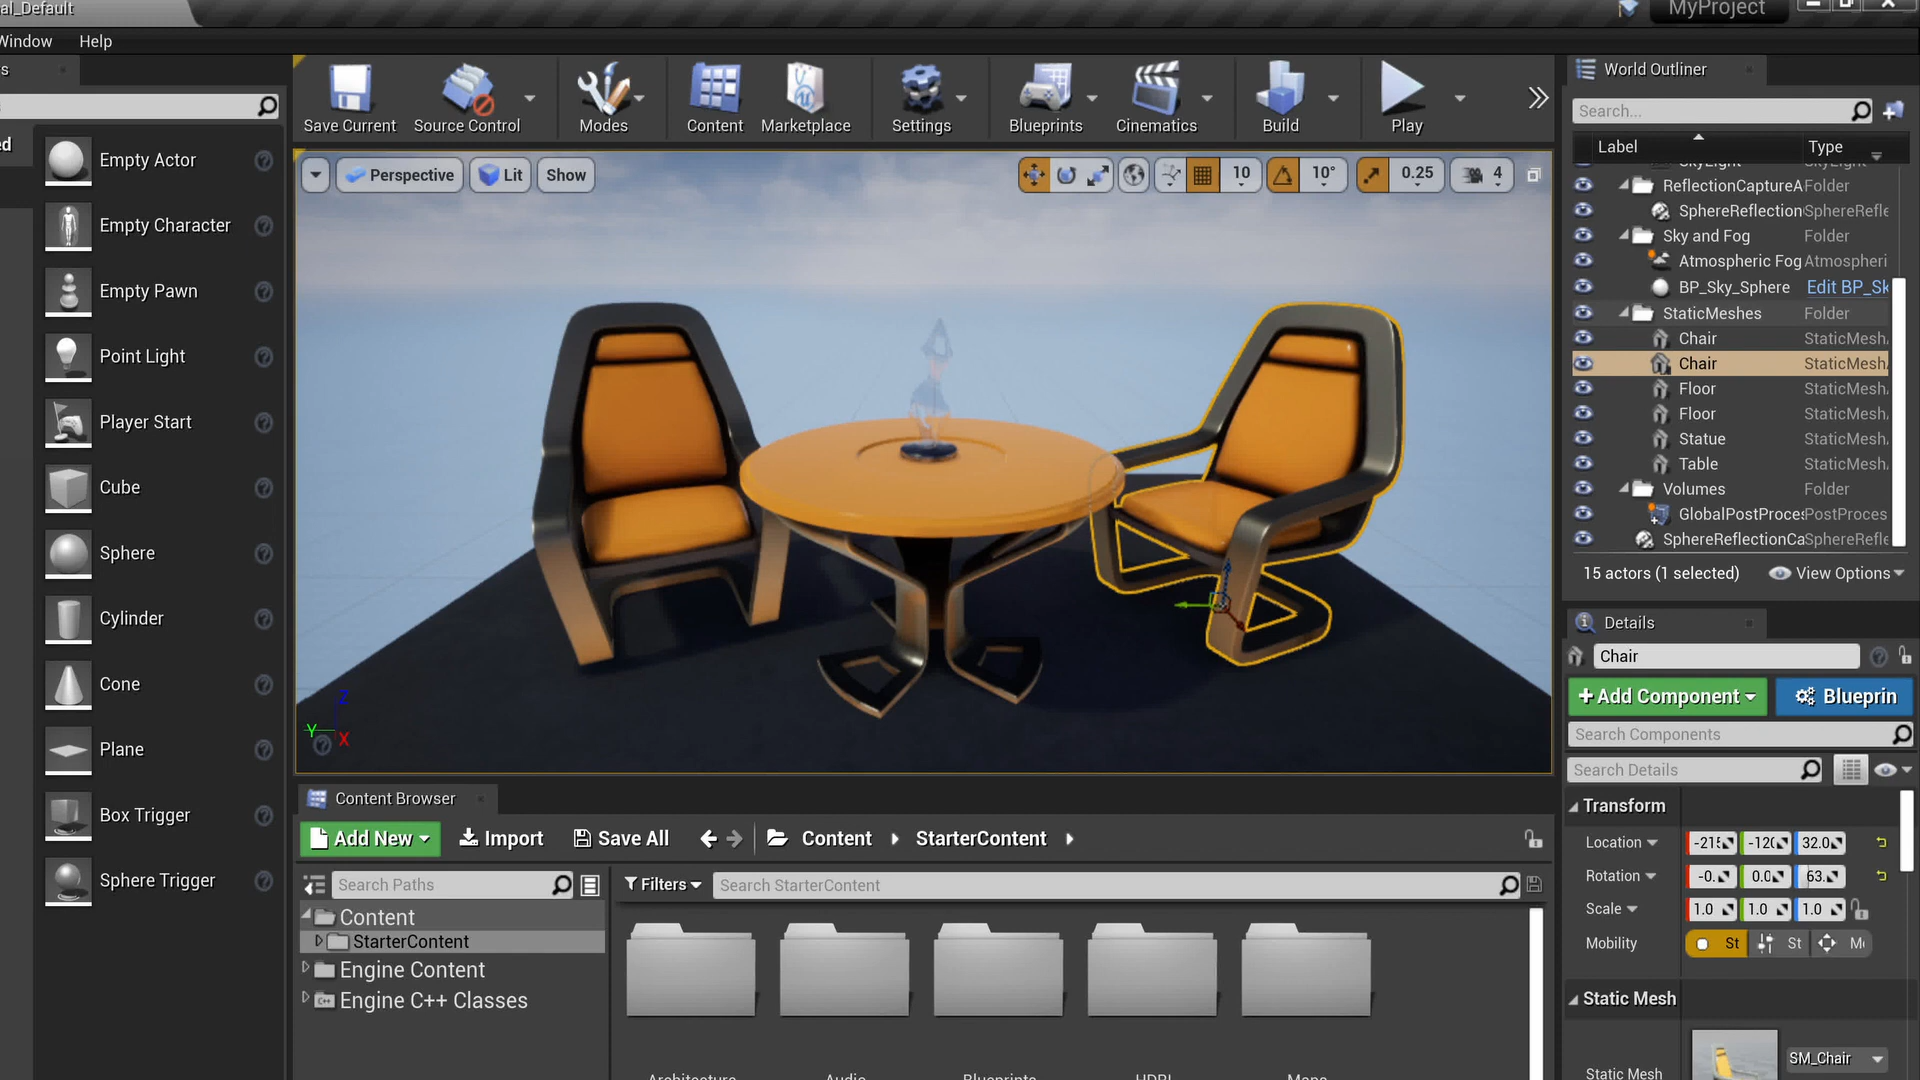 al_Default
MyProject
Window Help
s
World Outliner
Save Current
Source Control
Modes
Content
Marketplace
Settings
Blueprints
Cinematics
Build
Play
Search...
Label
Type
ed
Empty Actor
Empty Character
Empty Pawn
Point Light
Player Start
Cube
Sphere
Cylinder
Cone
Plane
Box Trigger
Sphere Trigger
Perspective
Lit
Show
10
10°
0.25
4
SkyLight
ReflectionCaptureA Folder
SphereReflection SphereRefle
Sky and Fog Folder
Atmospheric Fog Atmospheri
BP_Sky_Sphere Edit BP_Sk
StaticMeshes Folder
Chair StaticMesh
Chair StaticMesh
Floor StaticMesh
Floor StaticMesh
Statue StaticMesh
Table StaticMesh
Volumes Folder
GlobalPostProces PostProces
SphereReflectionCa SphereRefle
15 actors (1 selected)
View Options
Z
Y
X
Details
Chair
+Add Component
Blueprin
Search Components
Search Details
Transform
Location -215 -120 32.0
Rotation -0. 0.0 63.
Scale 1.0 1.0 1.0
Mobility St St M
Static Mesh
Static Mesh
SM_Chair
Content Browser
Add New
Import
Save All
Content
StarterContent
Search Paths
Filters
Search StarterContent
Content
StarterContent
Engine Content
Engine C++ Classes
Architecture
Audio
Blueprints
HDRI
Maps